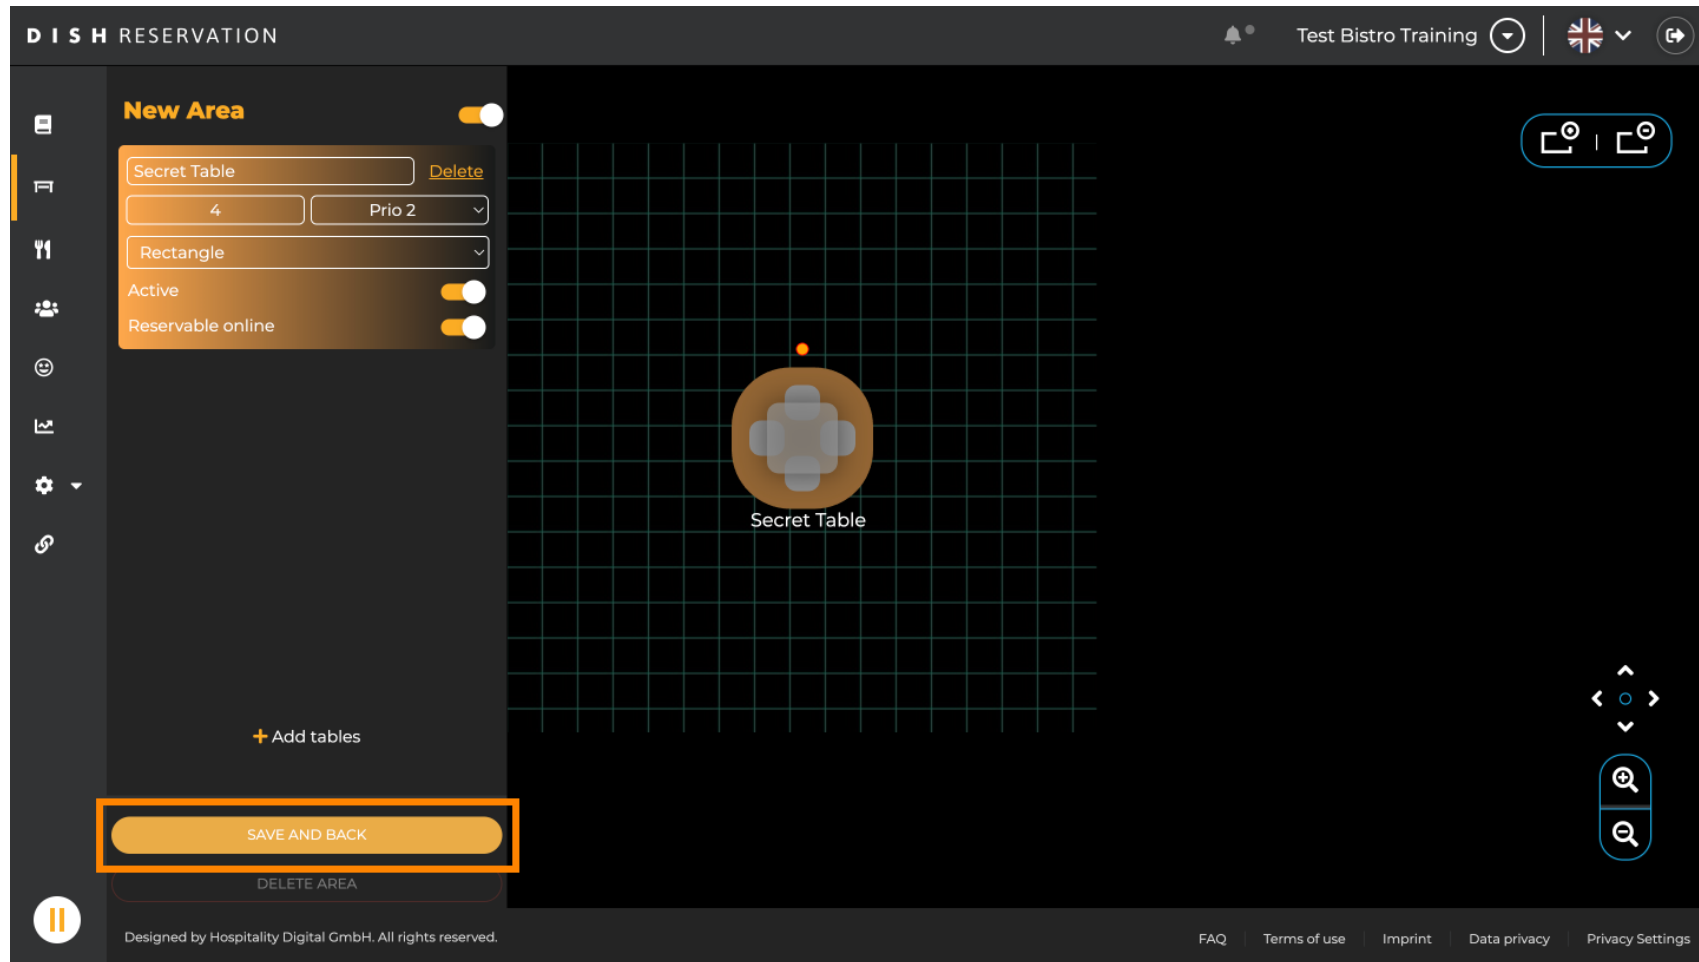 DISH RESERVATION
Test Bistro Training
New Area
Secret Table
Delete
4
Prio 2
Rectangle
Active
Reservable online
Secret Table
Add tables
SAVE AND BACK
DELETE AREA
Designed by Hospitality Digital GmbH. All rights reserved.
FAQ
Terms of use
Imprint
Data privacy
Privacy Settings